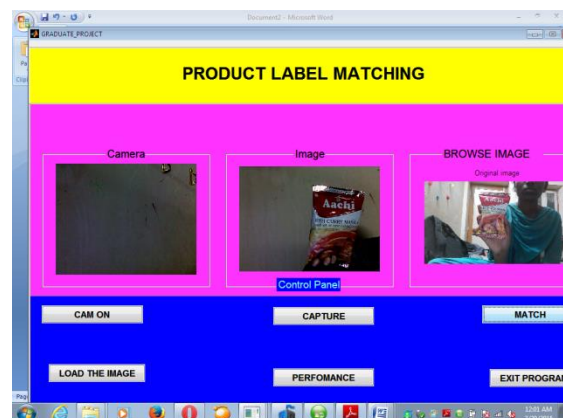 Document2 - Microsoft Word
GRADUATE_PROJECT
PRODUCT LABEL MATCHING
Camera
Image
BROWSE IMAGE
Original image
Aachi
Control Panel
CAM ON
CAPTURE
MATCH
LOAD THE IMAGE
PERFOMANCE
EXIT PROGRA
12:01 AM